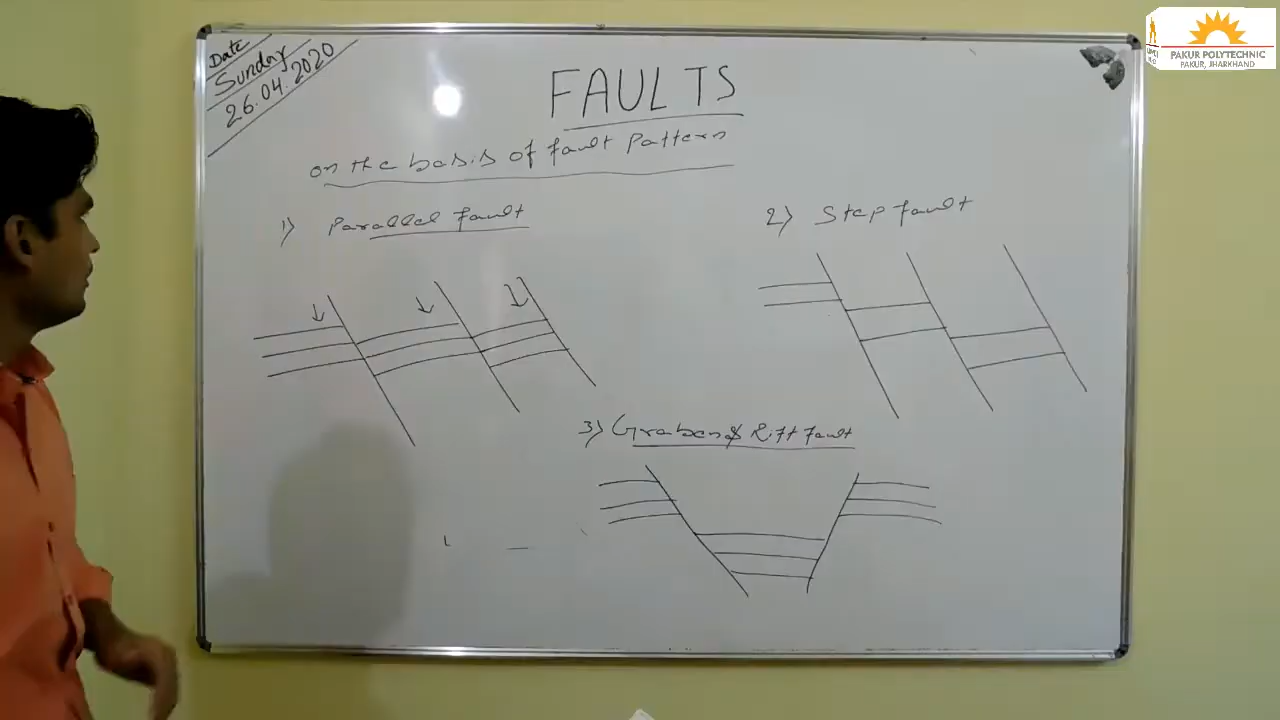 Date
Sunday
26.04.2020
FAULTS
on the basis of fault Pattern
1) Parallel fault
2) Step fault
3) Graben & Rift fault
PAKUR POLYTECHNIC
PAKUR, JHARKHAND